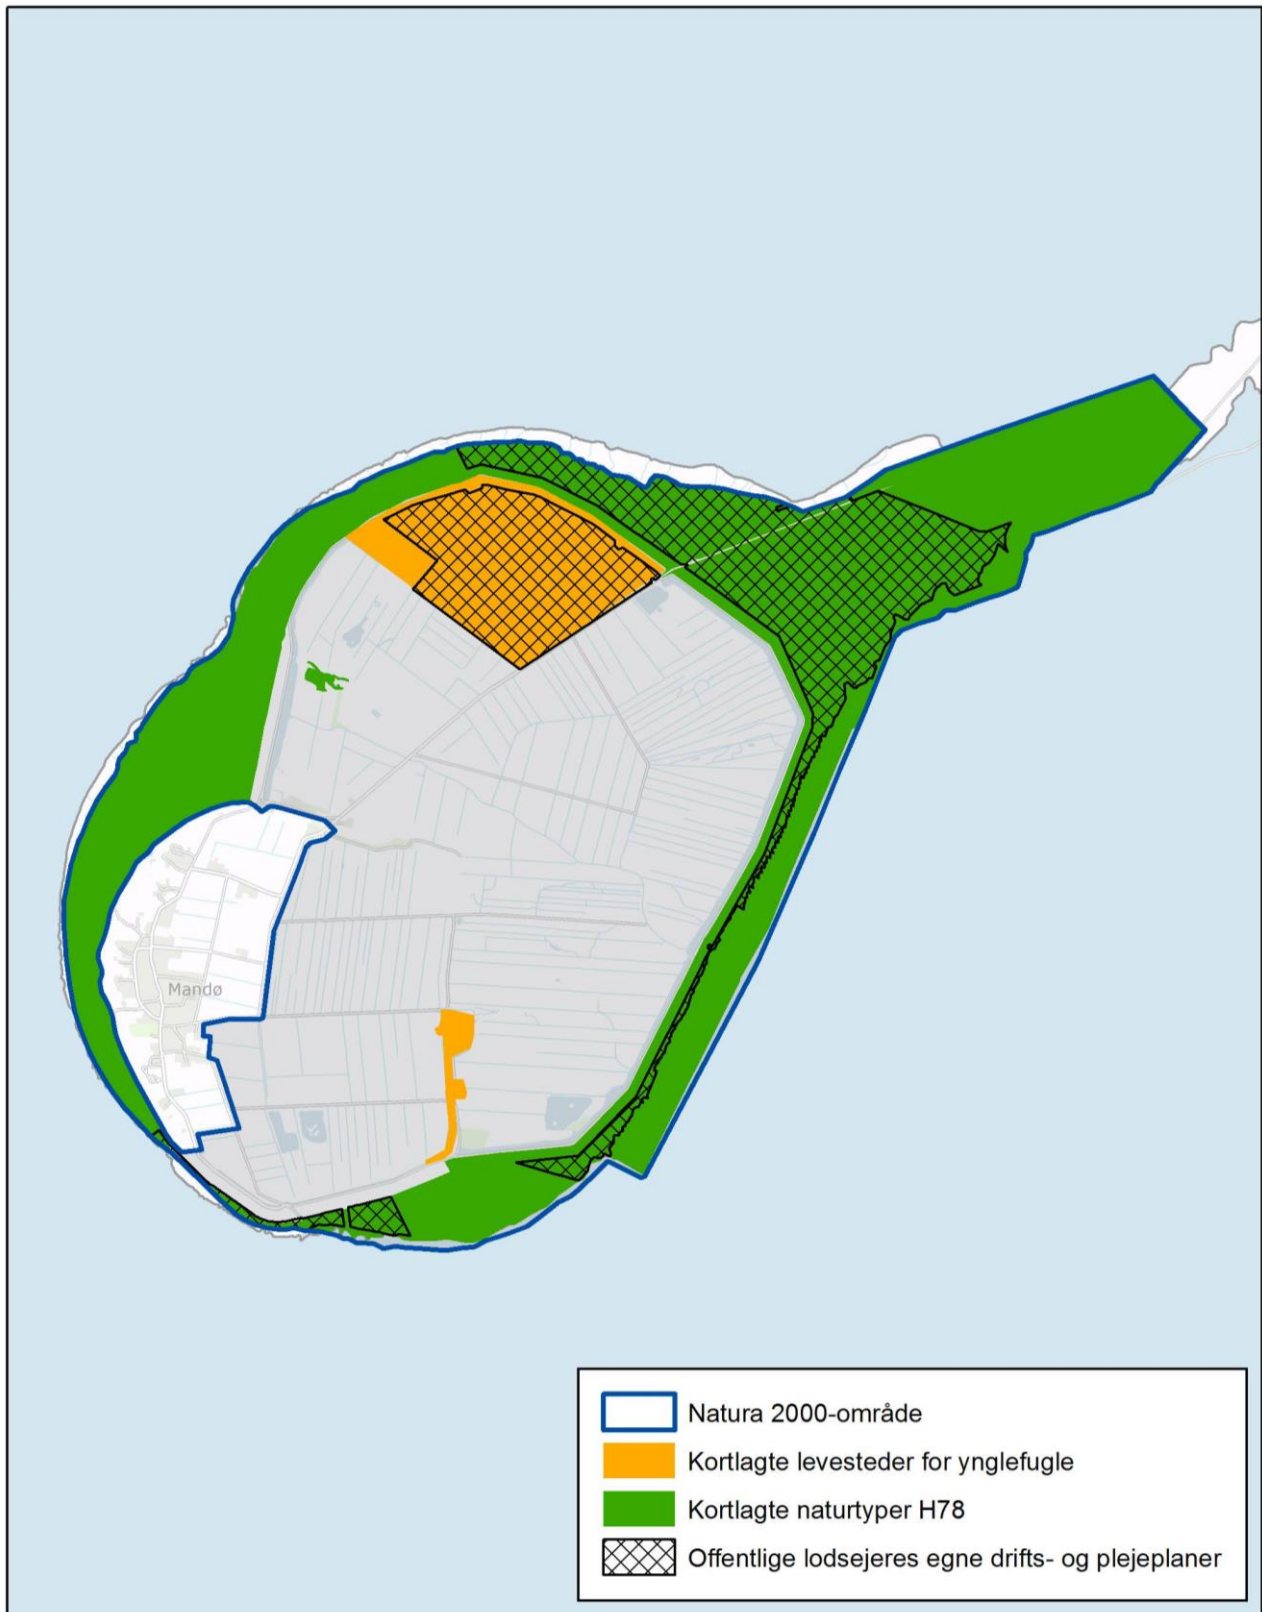 Mandø
Natura 2000-område
Kortlagte levesteder for ynglefugle
Kortlagte naturtyper H78
Offentlige lodsejeres egne drifts- og plejeplaner